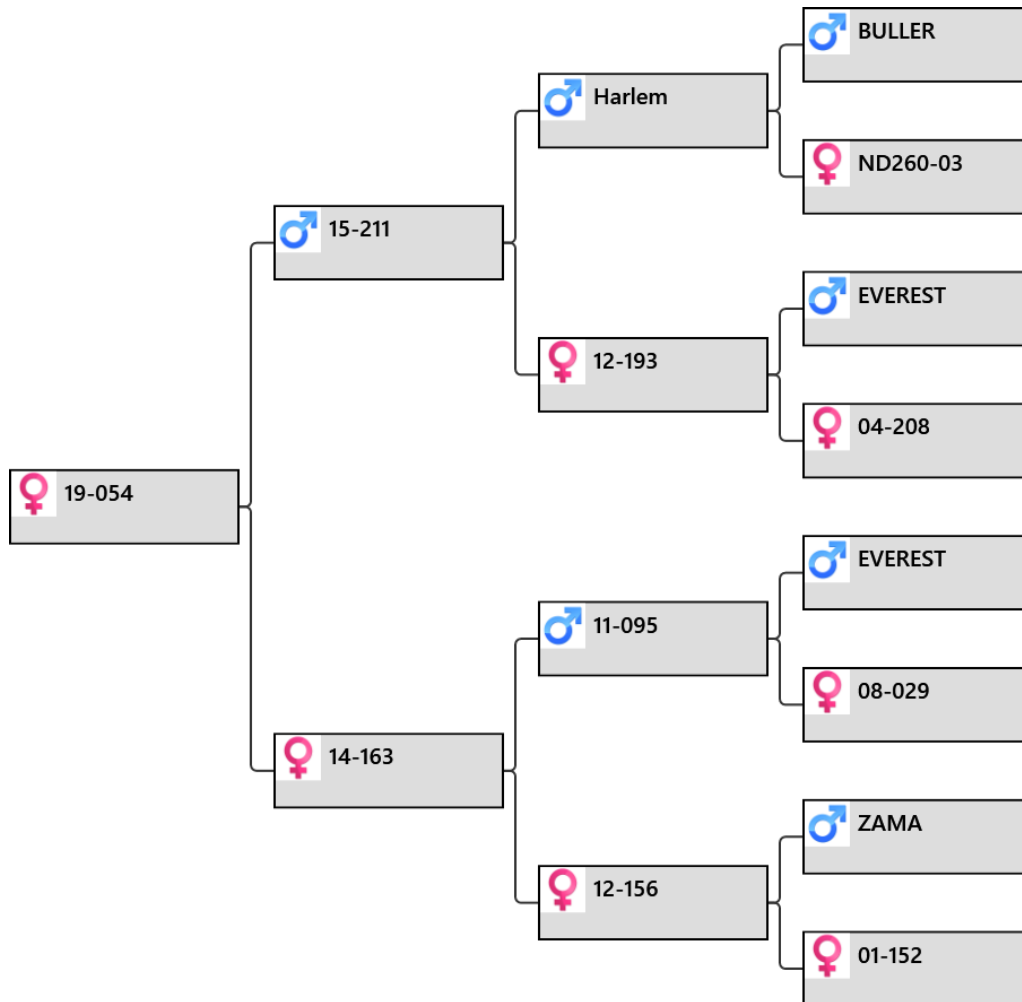 BULLER
Harlem
ND260-03
15-211
EVEREST
12-193
04-208
19-054
EVEREST
11-095
08-029
14-163
ZAMA
12-156
01-152